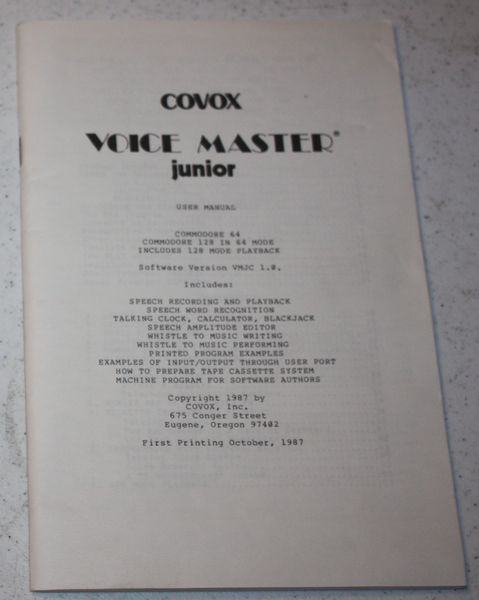 COVOX
VOICE MASTER®
junior
USER MANUAL
COMMODORE 64
COMMODORE 128 IN 64 MODE
INCLUDES 128 MODE PLAYBACK
Software Version VMJC 1.0.
Includes:
SPEECH RECORDING AND PLAYBACK
SPEECH WORD RECOGNITION
TALKING CLOCK, CALCULATOR, BLACKJACK
SPEECH AMPLITUDE EDITOR
WHISTLE TO MUSIC WRITING
WHISTLE TO MUSIC PERFORMING
PRINTED PROGRAM EXAMPLES
EXAMPLES OF INPUT/OUTPUT THROUGH USER PORT
HOW TO PREPARE TAPE CASSETTE SYSTEM
MACHINE PROGRAM FOR SOFTWARE AUTHORS
Copyright 1987 by
COVOX, Inc.
675 Conger Street
Eugene, Oregon 97402
First Printing October, 1987